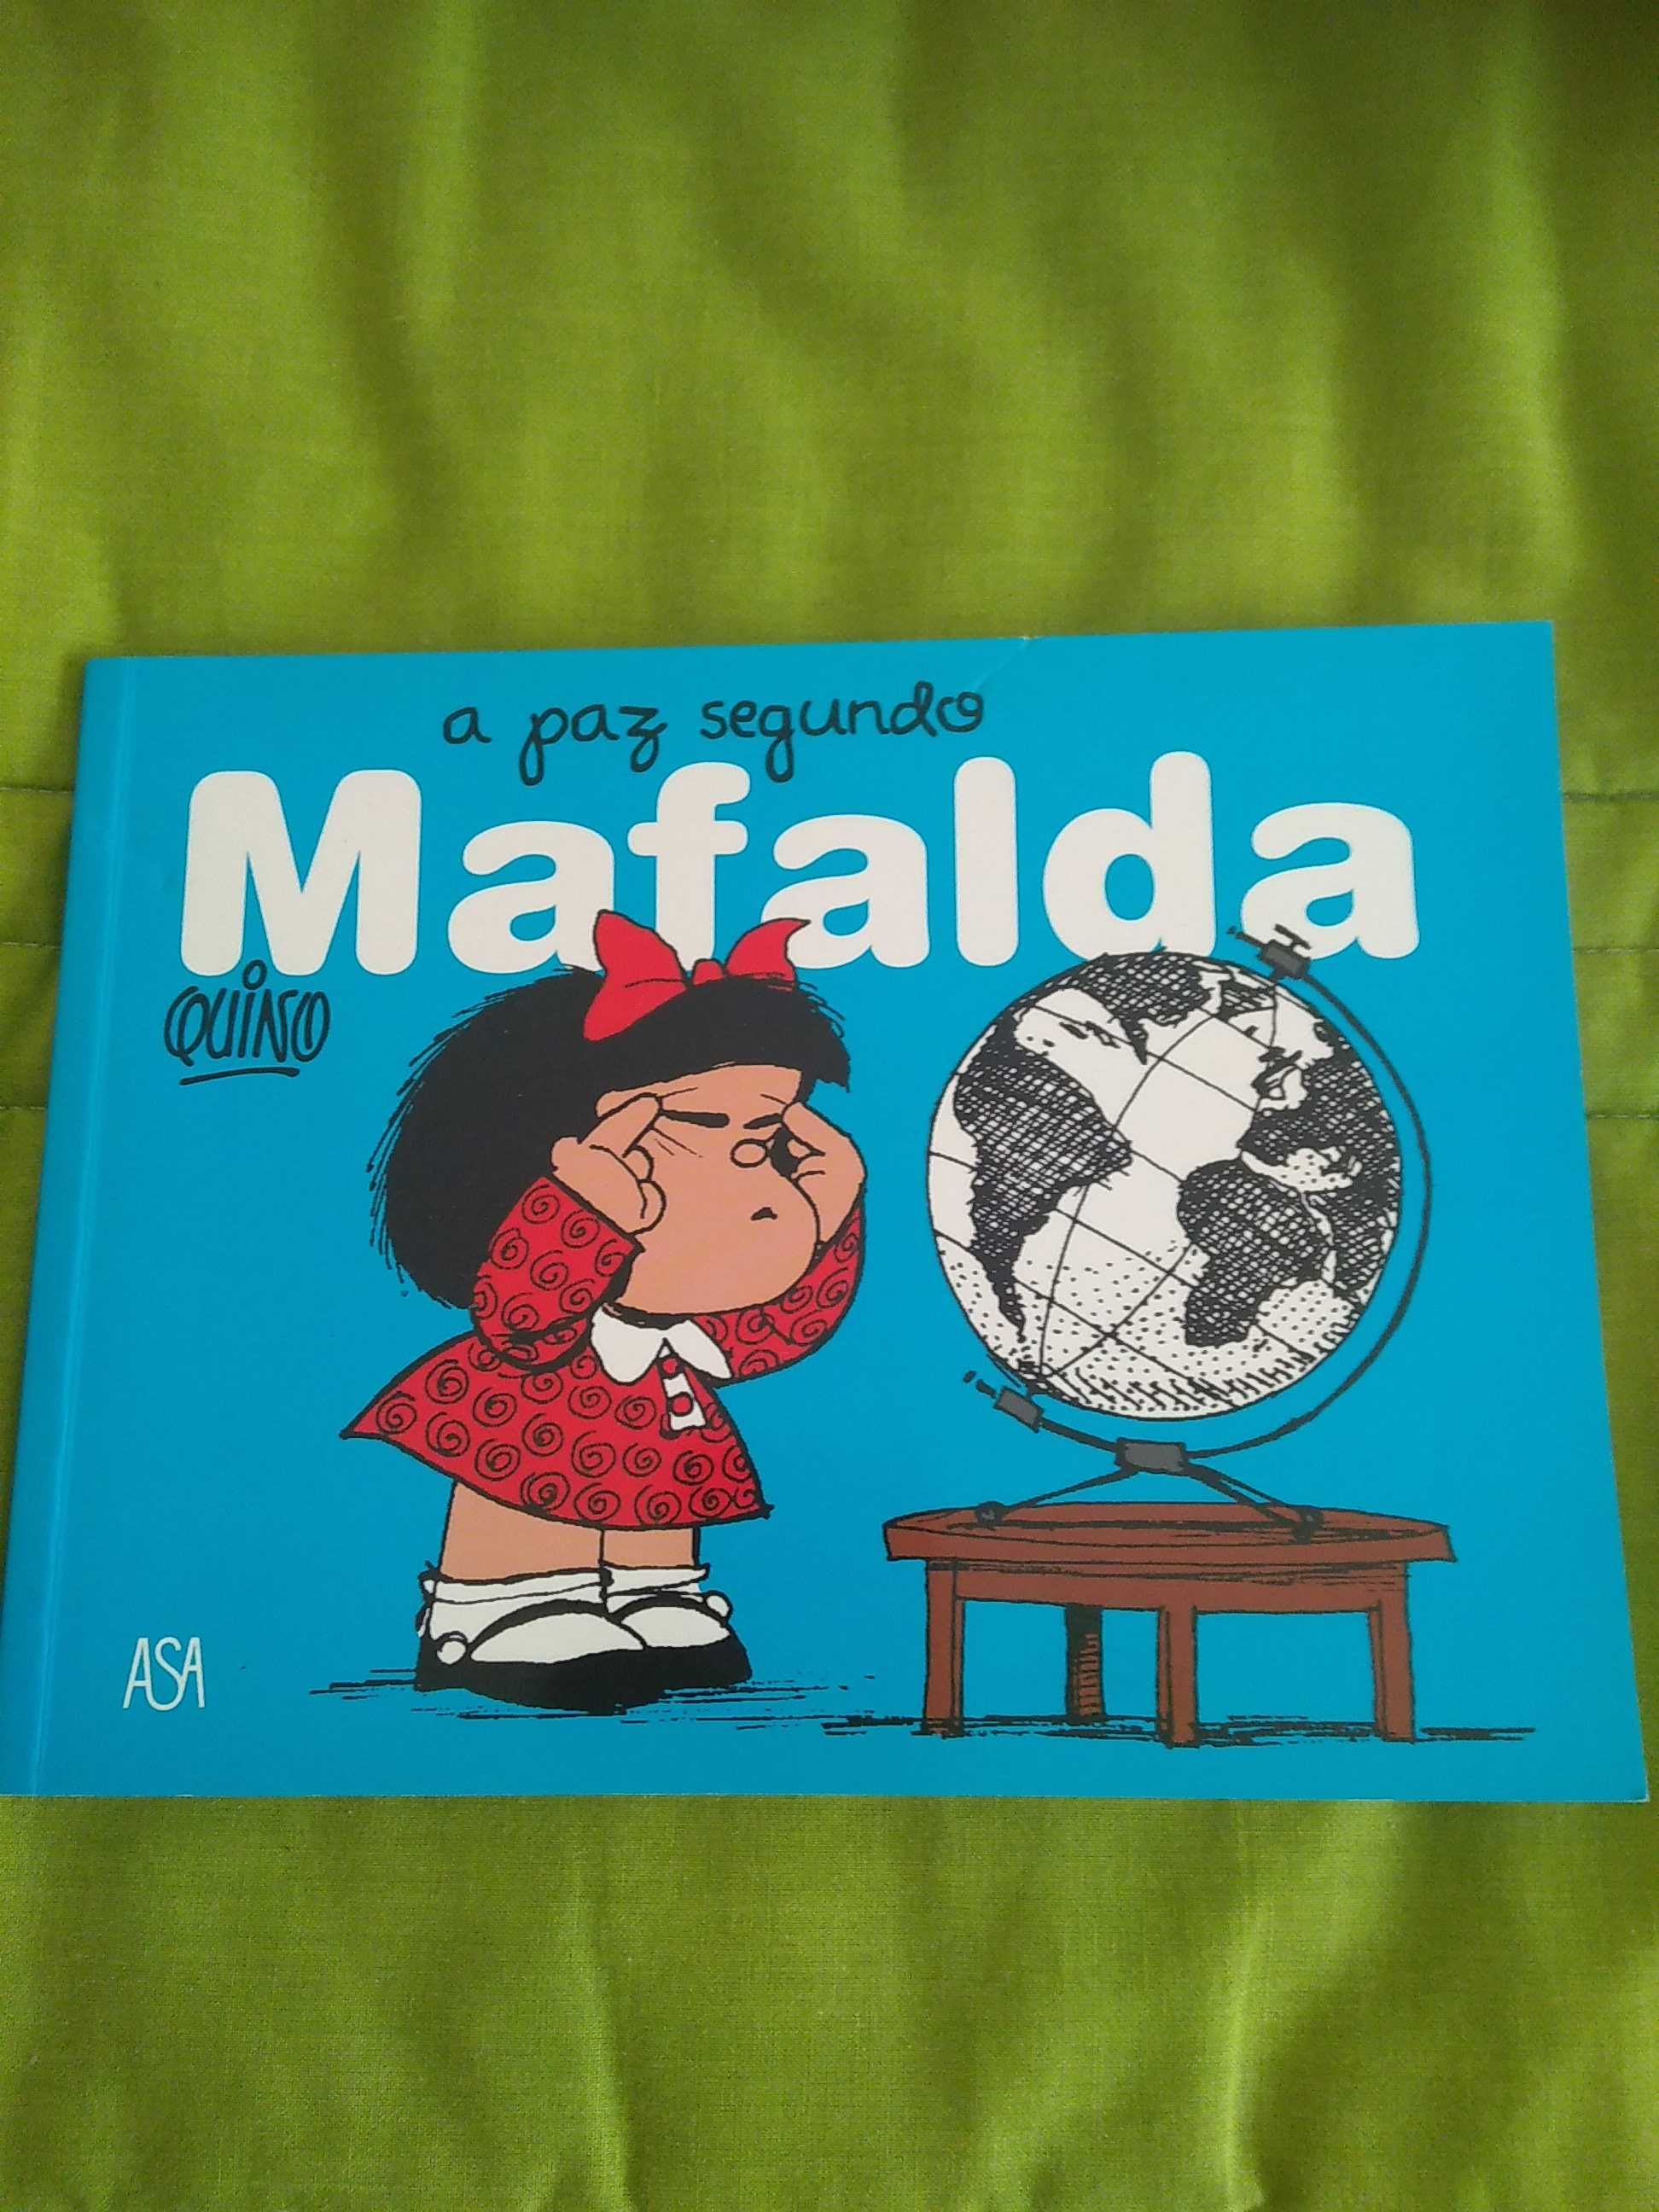 a paz segundo
Mafalda
QUINO
ASA